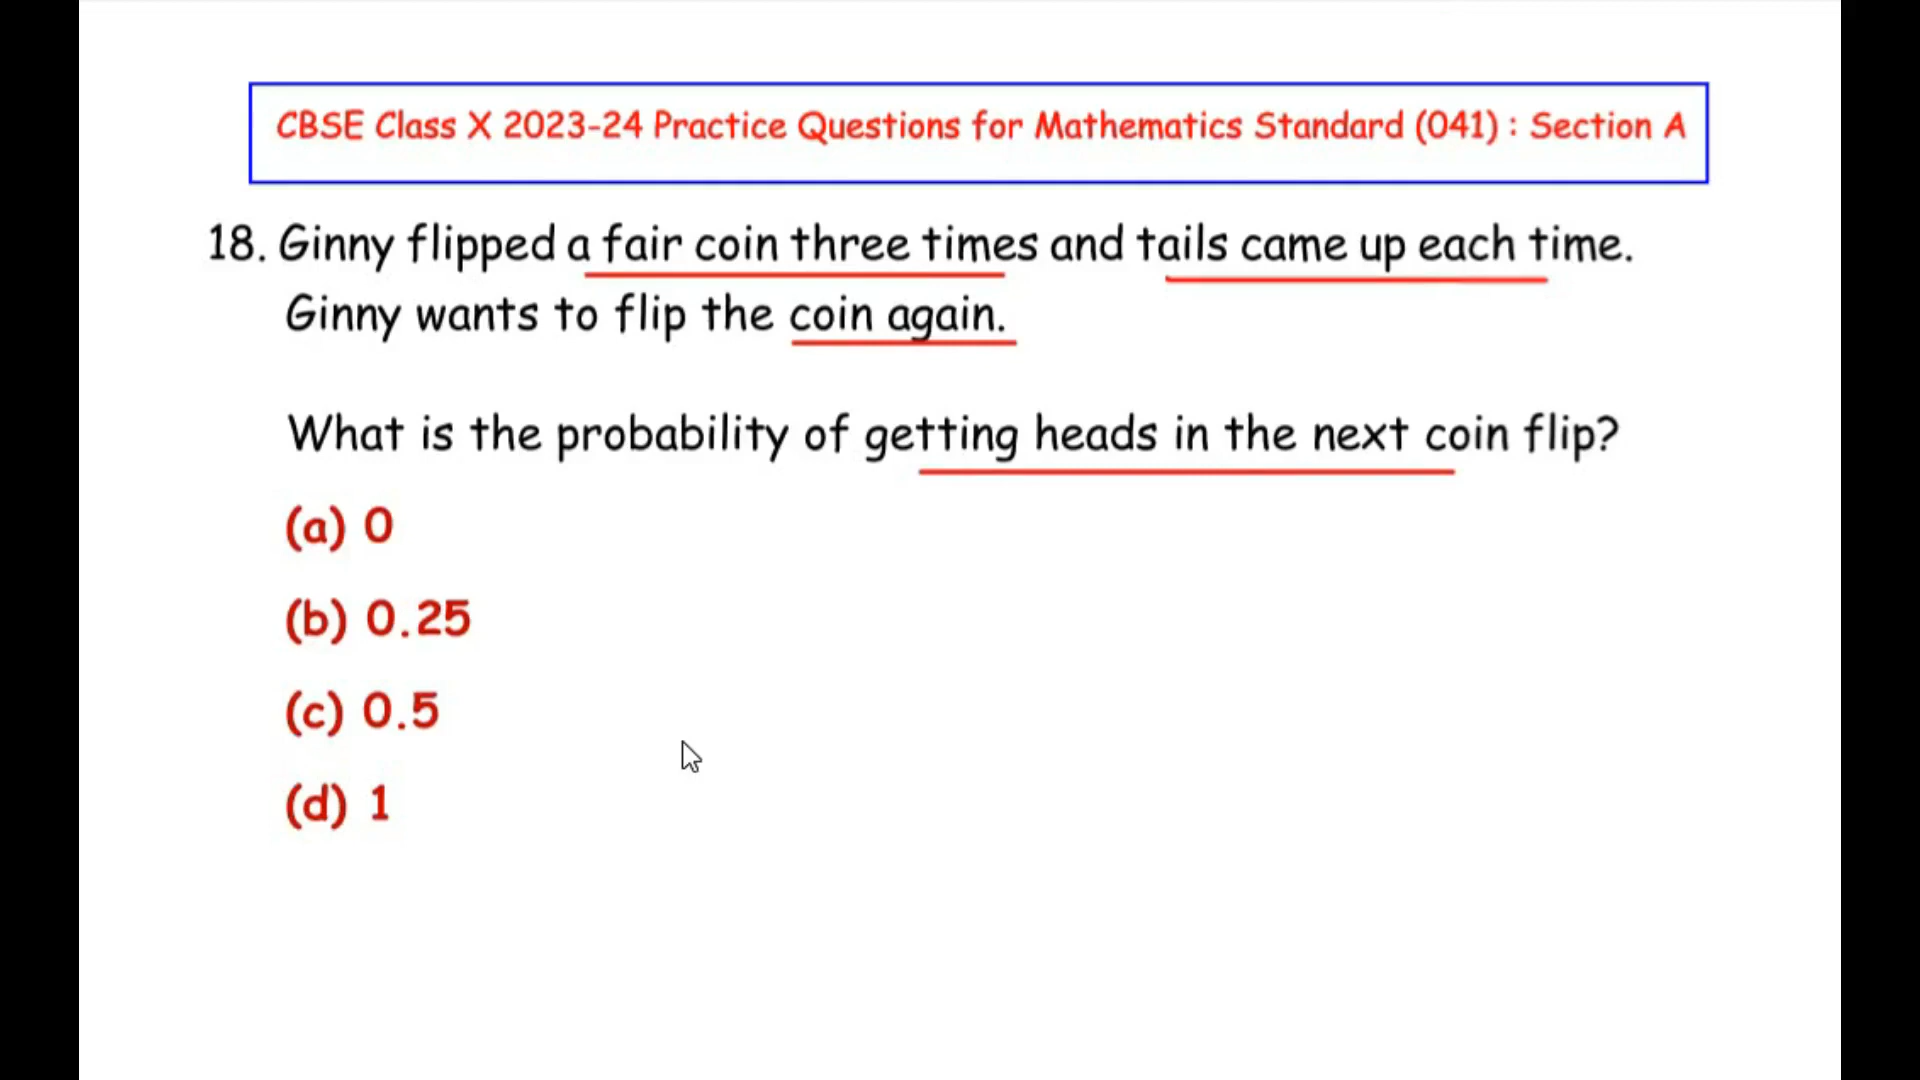 CBSE Class X 2023-24 Practice Questions for Mathematics Standard (041) : Section A
18. Ginny flipped a fair coin three times and tails came up each time.
Ginny wants to flip the coin again.
What is the probability of getting heads in the next coin flip?
(a) 0
(b) 0.25
(c) 0.5
(d) 1